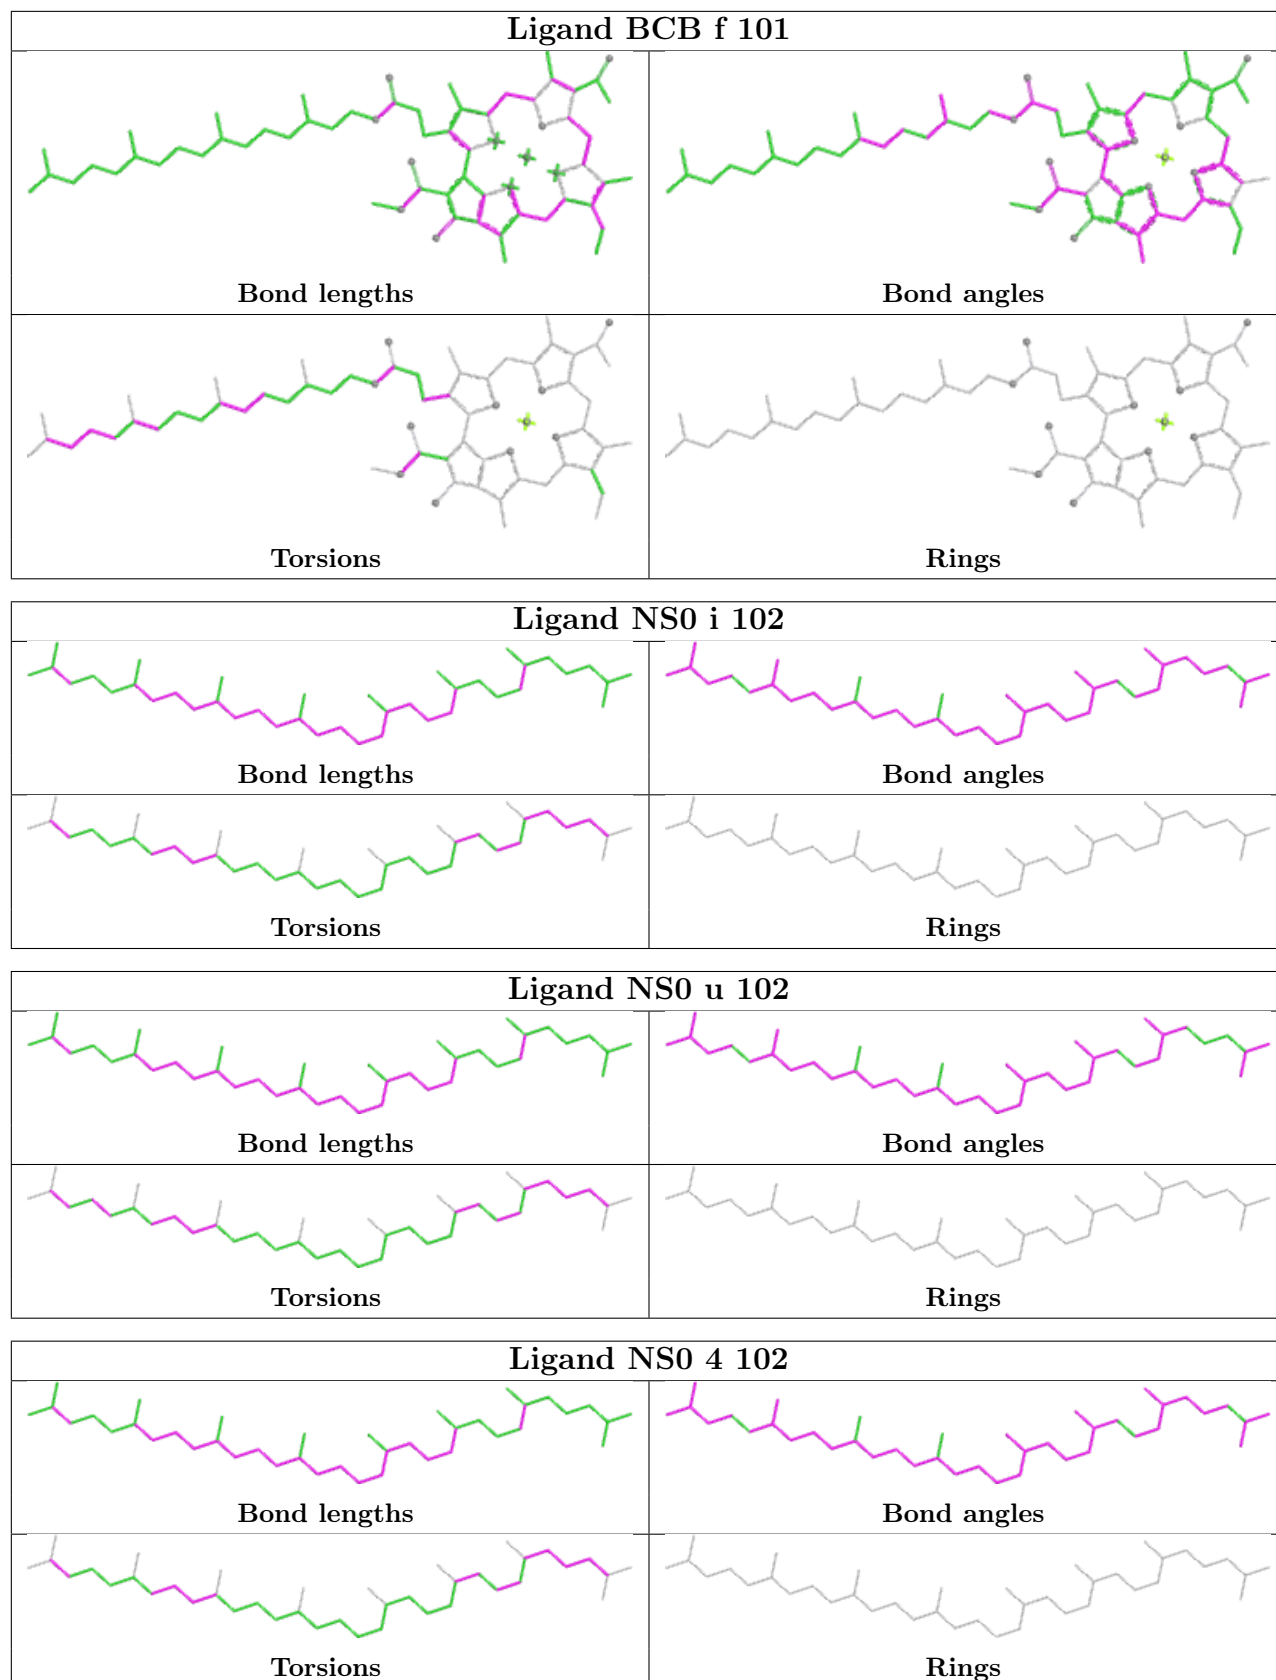 Ligand BCB f 101
Bond lengths
Bond angles
Torsions
Rings
Ligand NS0 i 102
Bond lengths
Bond angles
Torsions
Rings
Ligand NS0 u 102
Bond lengths
Bond angles
Torsions
Rings
Ligand NS0 4 102
Bond lengths
Bond angles
Torsions
Rings